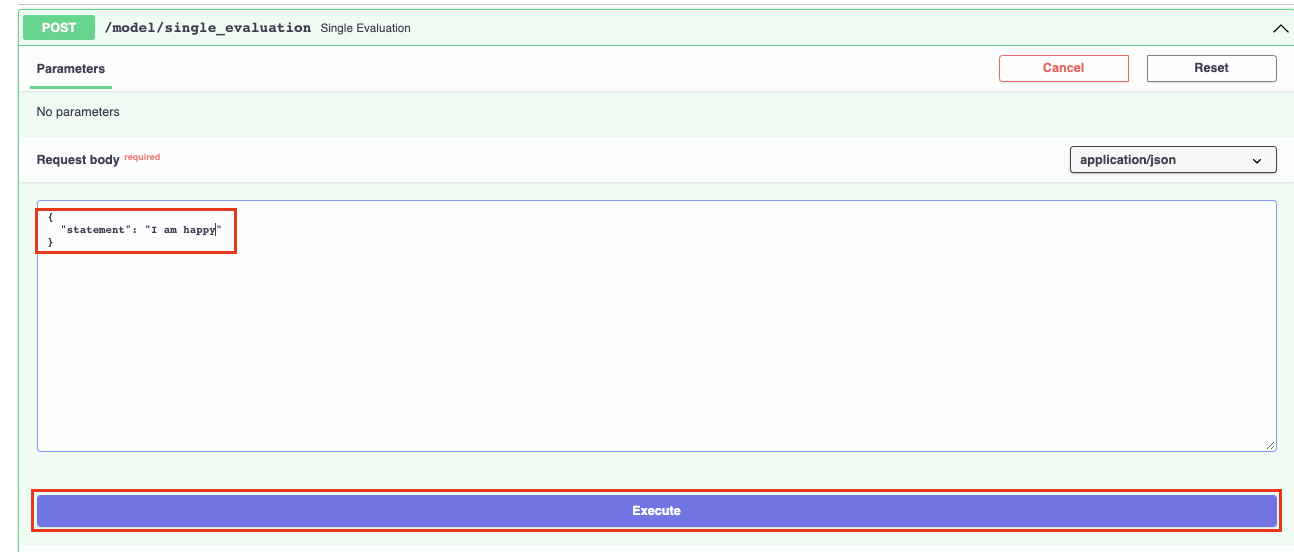 POST /model/single_evaluation Single Evaluation
Parameters Cancel Reset
No parameters
Request body required application/json
{
"statement": "I am happy"
}
Execute